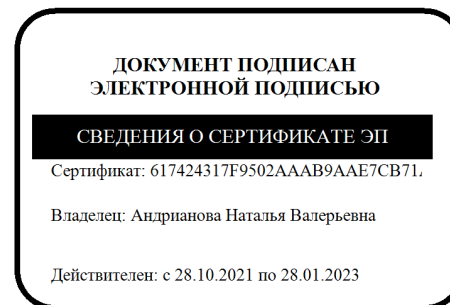 ДОКУМЕНТ ПОДПИСАН
ЭЛЕКТРОННОЙ ПОДПИСЬЮ
СВЕДЕНИЯ О СЕРТИФИКАТЕ ЭП
Сертификат: 617424317F9502AAAB9AAE7CB71
Владелец: Андрианова Наталья Валерьевна
Действителен: с 28.10.2021 по 28.01.2023